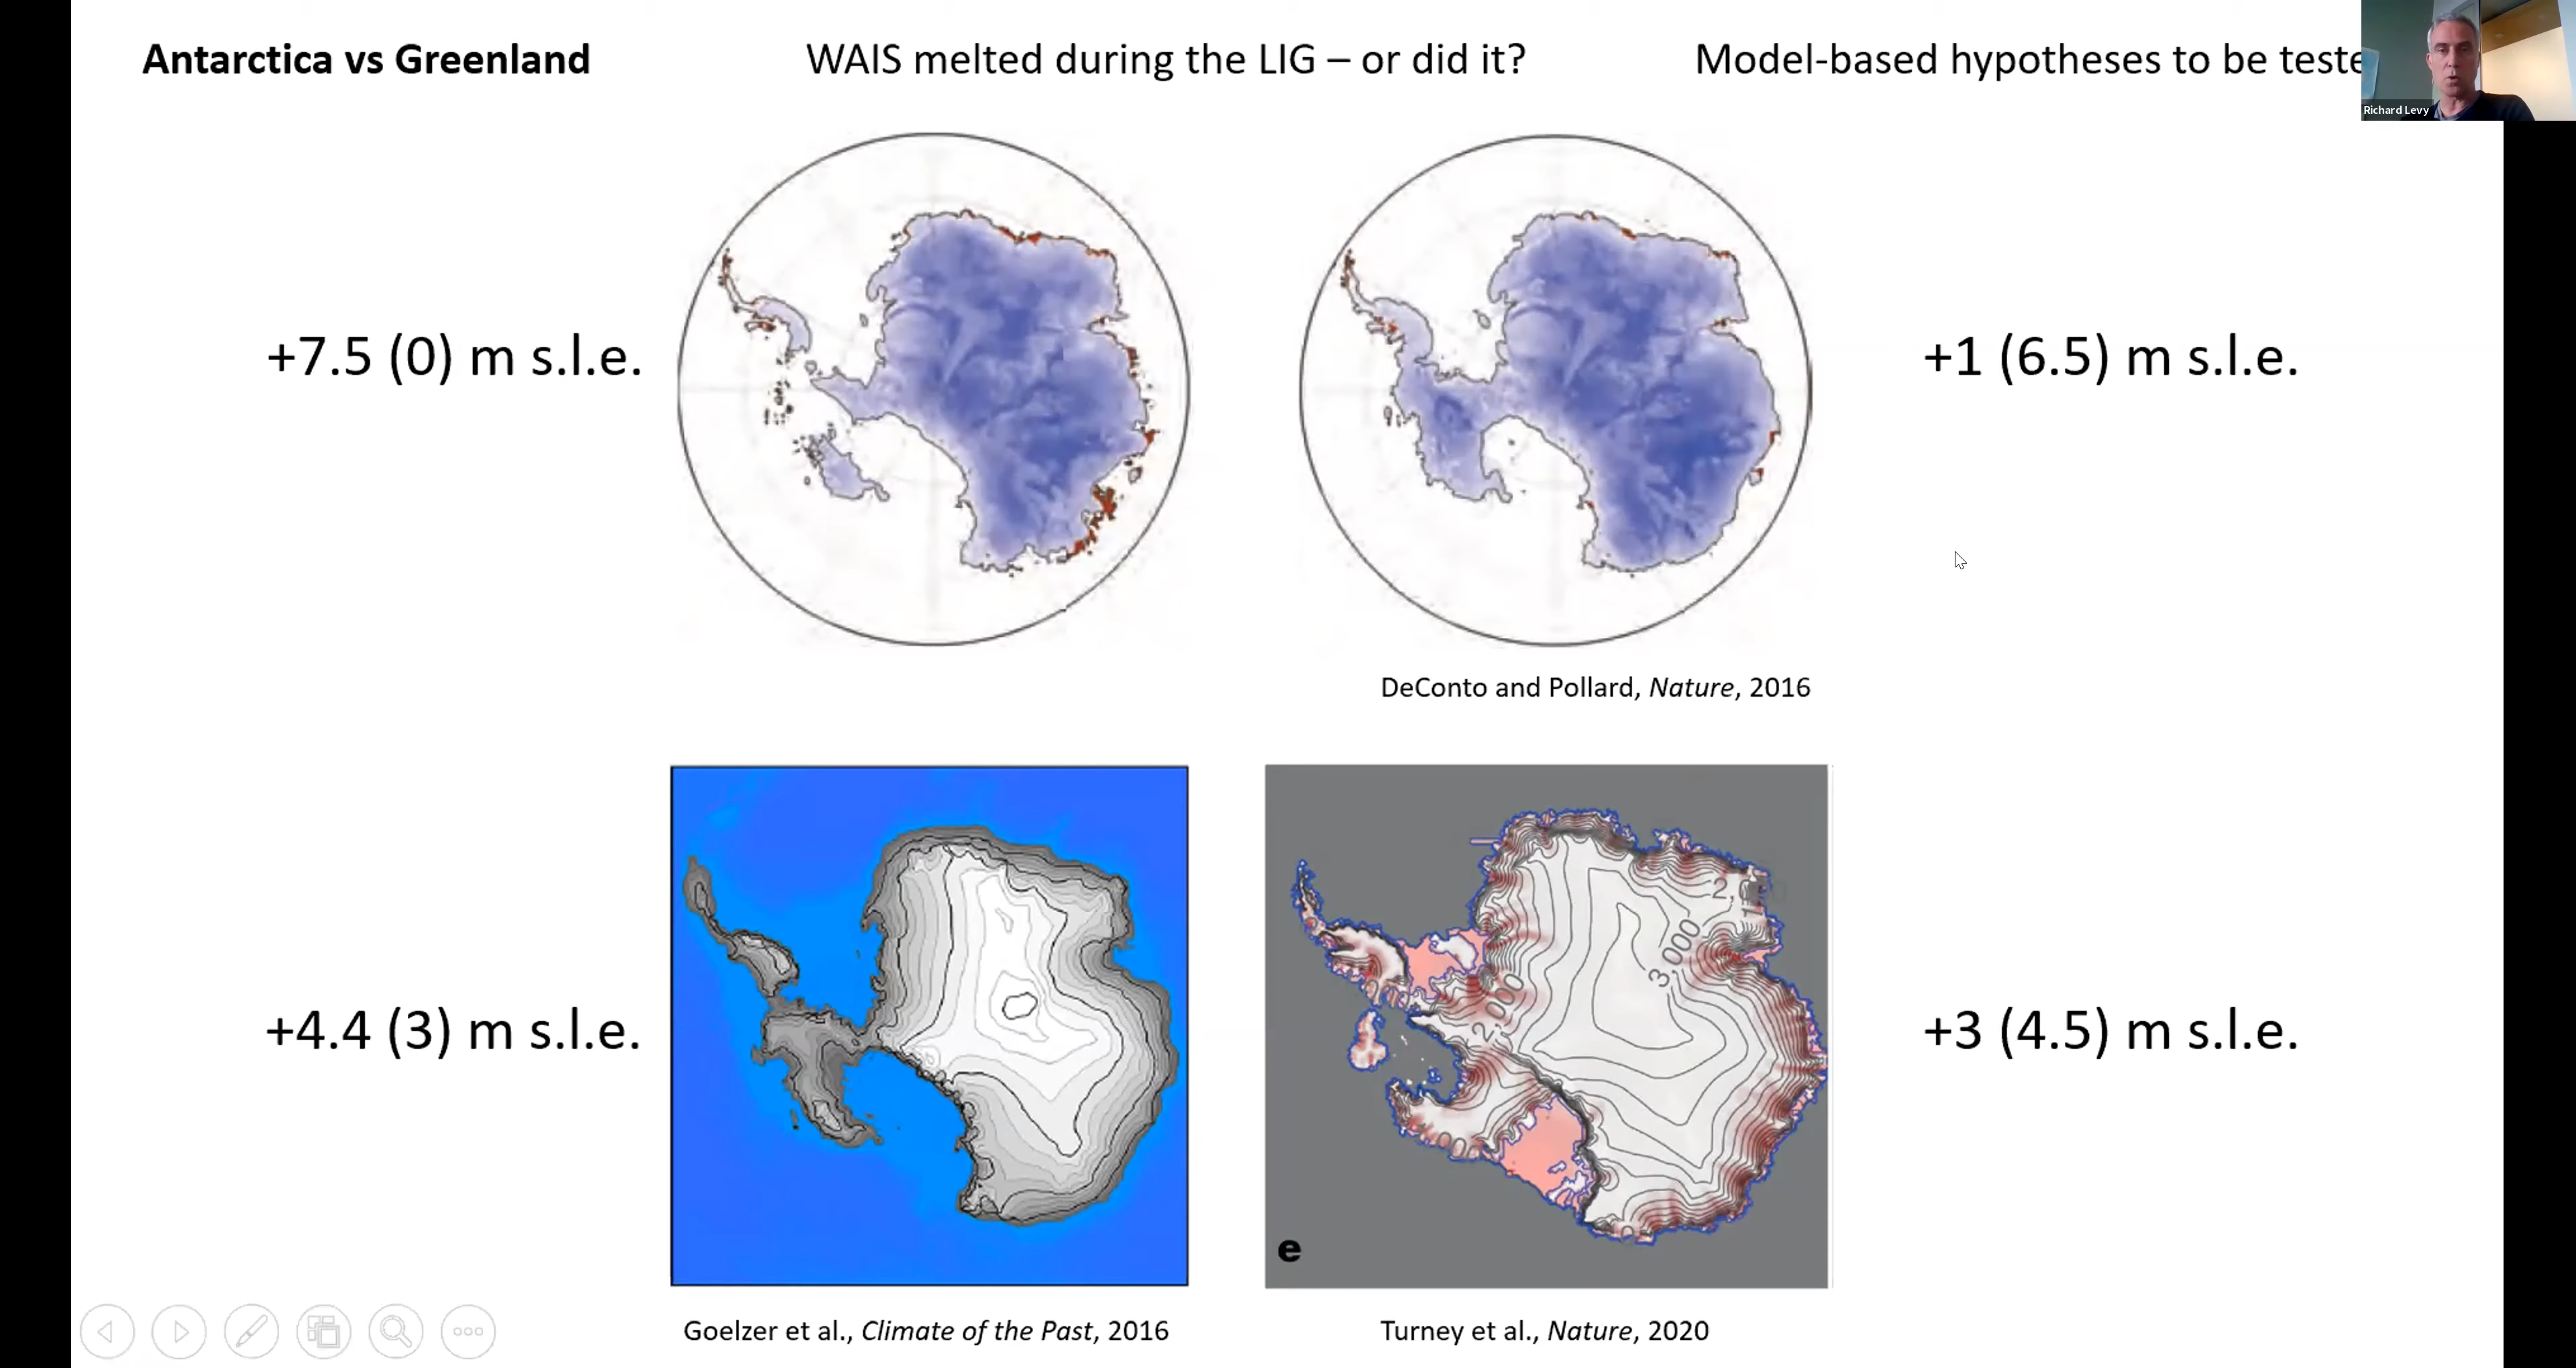 Antarctica vs Greenland
WAIS melted during the LIG – or did it?
Model-based hypotheses to be teste
Richard Levy
+7.5 (0) m s.l.e.
+1 (6.5) m s.l.e.
DeConto and Pollard, Nature, 2016
+4.4 (3) m s.l.e.
3 000
2 000
e
+3 (4.5) m s.l.e.
Goelzer et al., Climate of the Past, 2016
Turney et al., Nature, 2020